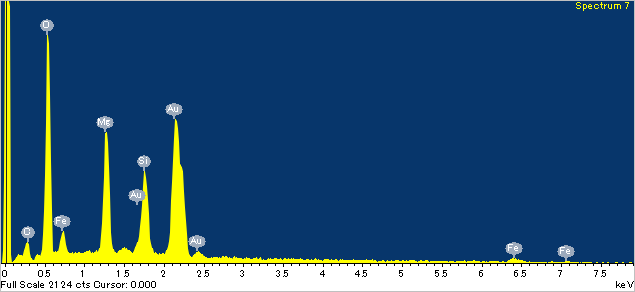 Spectrum 7
O
Mg
Au
Si
Au
Fe
C
Au
Fe
Fe
0 0.5 1 1.5 2 2.5 3 3.5 4 4.5 5 5.5 6 6.5 7 7.5
Full Scale 2124 cts Cursor: 0.000 keV